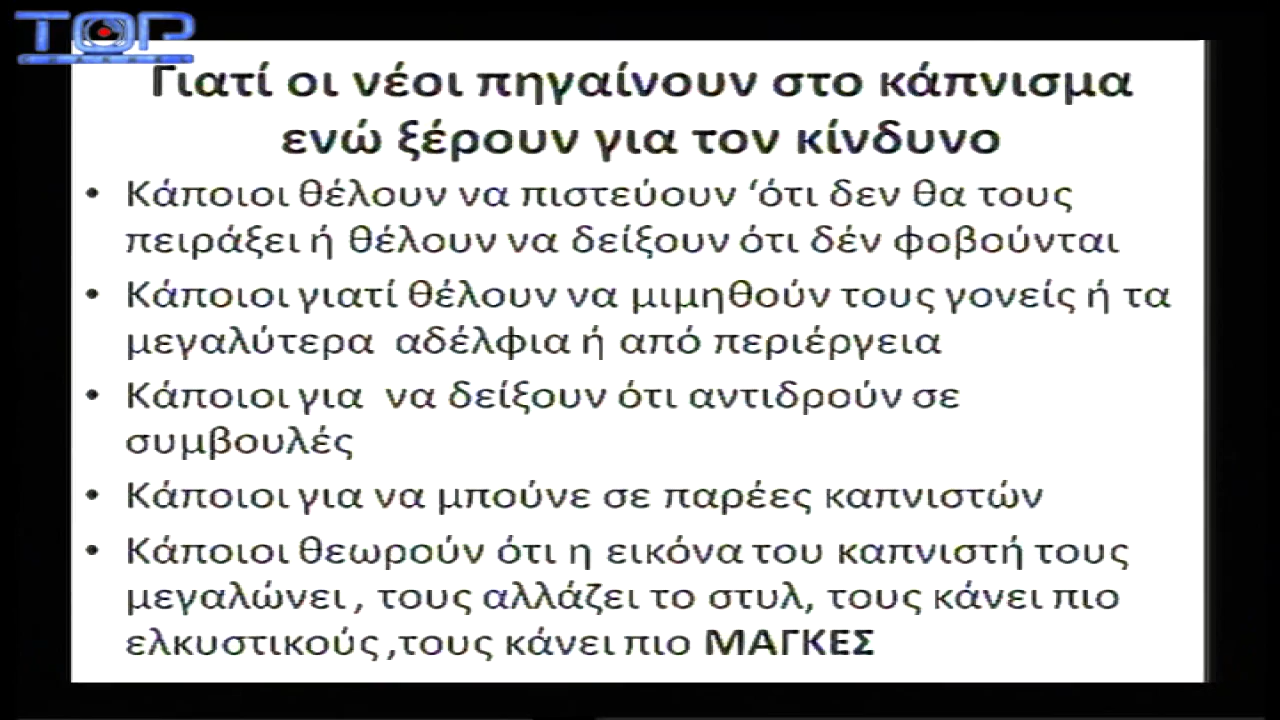 TOP
Γιατί οι νέοι πηγαίνουν στο κάπνισμα
ενώ ξέρουν για τον κίνδυνο
• Κάποιοι θέλουν να πιστεύουν ‘ότι δεν θα τους
πειράξει ή θέλουν να δείξουν ότι δέν φοβούνται
• Κάποιοι γιατί θέλουν να μιμηθούν τους γονείς ή τα
μεγαλύτερα αδέλφια ή από περιέργεια
• Κάποιοι για να δείξουν ότι αντιδρούν σε
συμβουλές
• Κάποιοι για να μπούνε σε παρέες καπνιστών
• Κάποιοι θεωρούν ότι η εικόνα του καπνιστή τους
μεγαλώνει , τους αλλάζει το στυλ, τους κάνει πιο
ελκυστικούς ,τους κάνει πιο ΜΑΓΚΕΣ